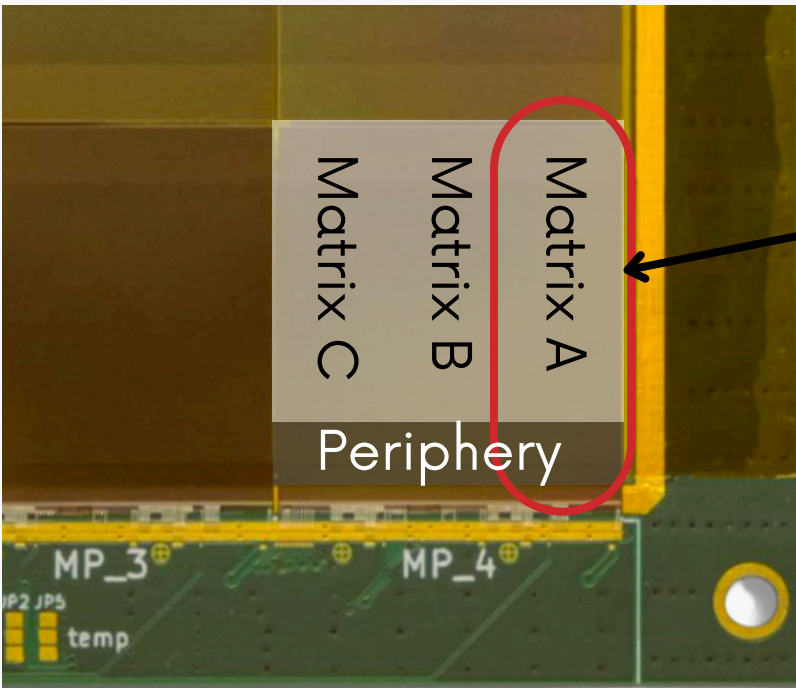 Matrix A
Matrix B
Matrix C
Periphery
MP_3
MP_4
JP2 JP5
temp